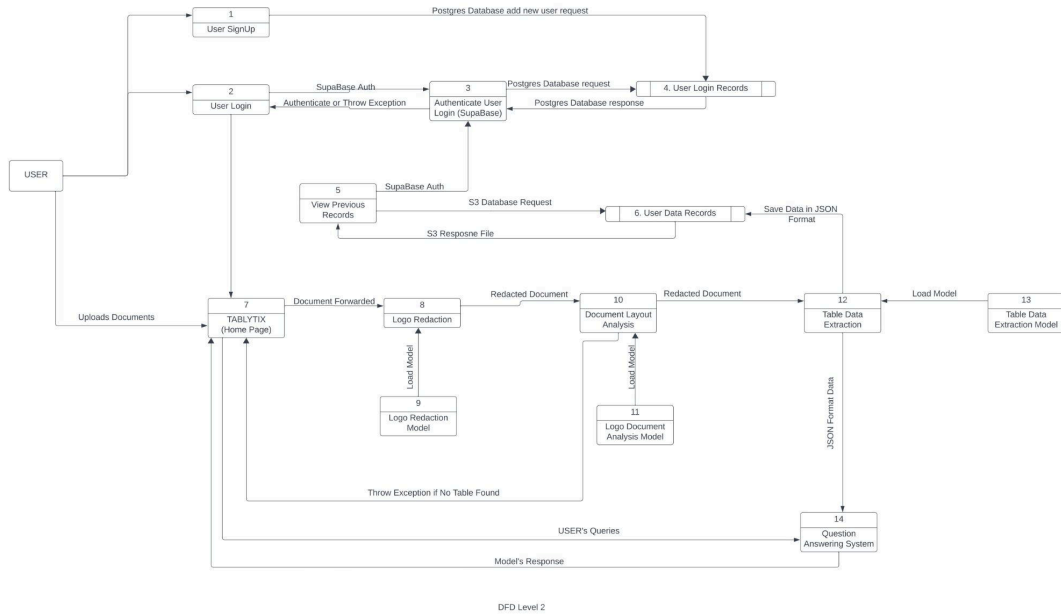 1
User SignUp
Postgres Database add new user request
2
User Login
SupaBase Auth
Authenticate or Throw Exception
3
Authenticate User
Login (SupaBase)
Postgres Database request
Postgres Database response
4. User Login Records
USER
5
View Previous
Records
SupaBase Auth
S3 Database Request
S3 Resposne File
6. User Data Records
Save Data in JSON
Format
Uploads Documents
7
TABLYTIX
(Home Page)
Document Forwarded
8
Logo Redaction
Redacted Document
10
Document Layout
Analysis
Redacted Document
12
Table Data
Extraction
Load Model
13
Table Data
Extraction Model
Load Model
9
Logo Redaction
Model
Load Model
11
Logo Document
Analysis Model
JSON Format Data
Throw Exception if No Table Found
USER's Queries
14
Question
Answering System
Model's Response
DFD Level 2